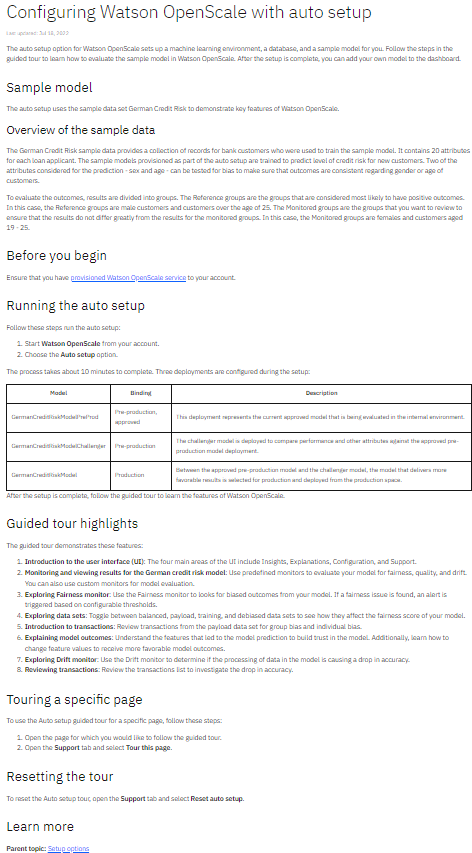 Configuring Watson OpenScale with auto setup
Last updated: Jul 18, 2022
The auto setup option for Watson OpenScale sets up a machine learning environment, a database, and a sample model for you. Follow the steps in the
guided tour to learn how to evaluate the sample model in Watson OpenScale. After the setup is complete, you can add your own model to the dashboard.
Sample model
The auto setup uses the sample data set German Credit Risk to demonstrate key features of Watson OpenScale.
Overview of the sample data
The German Credit Risk sample data provides a collection of records for bank customers who were used to train the sample model. It contains 20 attributes
for each loan applicant. The sample models provisioned as part of the auto setup are trained to predict level of credit risk for new customers. Two of the
attributes considered for the prediction - sex and age - can be tested for bias to make sure that outcomes are consistent regarding gender or age of
customers.
To evaluate the outcomes, results are divided into groups. The Reference groups are the groups that are considered most likely to have positive outcomes.
In this case, the Reference groups are male customers and customers over the age of 25. The Monitored groups are the groups that you want to review to
ensure that the results do not differ greatly from the results for the monitored groups. In this case, the Monitored groups are females and customers aged
19 - 25.
Before you begin
Ensure that you have provisioned Watson OpenScale service to your account.
Running the auto setup
Follow these steps run the auto setup:
1. Start Watson OpenScale from your account.
2. Choose the Auto setup option.
The process takes about 10 minutes to complete. Three deployments are configured during the setup:
Model Binding Description
GermanCreditRiskModelPreProd Pre-production, approved This deployment represents the current approved model that is being evaluated in the internal environment.
GermanCreditRiskModelChallenger Pre-production The challenger model is deployed to compare performance and other attributes against the approved pre-
production model deployment.
GermanCreditRiskModel Production Between the approved pre-production model and the challenger model, the model that delivers more
favorable results is selected for production and deployed from the production space.
After the setup is complete, follow the guided tour to learn the features of Watson OpenScale.
Guided tour highlights
The guided tour demonstrates these features:
1. Introduction to the user interface (UI): The four main areas of the UI include Insights, Explanations, Configuration, and Support.
2. Monitoring and viewing results for the German credit risk model: Use predefined monitors to evaluate your model for fairness, quality, and drift.
You can also use custom monitors for model evaluation.
3. Exploring Fairness monitor: Use the Fairness monitor to looks for biased outcomes from your model. If a fairness issue is found, an alert is
triggered based on configurable thresholds.
4. Exploring data sets: Toggle between balanced, payload, training, and debiased data sets to see how they affect the fairness score of your model.
5. Introduction to transactions: Review transactions from the payload data set for group bias and individual bias.
6. Explaining model outcomes: Understand the features that led to the model prediction to build trust in the model. Additionally, learn how to
change feature values to receive more favorable model outcomes.
7. Exploring Drift monitor: Use the Drift monitor to determine if the processing of data in the model is causing a drop in accuracy.
8. Reviewing transactions: Review the transactions list to investigate the drop in accuracy.
Touring a specific page
To use the Auto setup guided tour for a specific page, follow these steps:
1. Open the page for which you would like to follow the guided tour.
2. Open the Support tab and select Tour this page.
Resetting the tour
To reset the Auto setup tour, open the Support tab and select Reset auto setup.
Learn more
Parent topic: Setup options